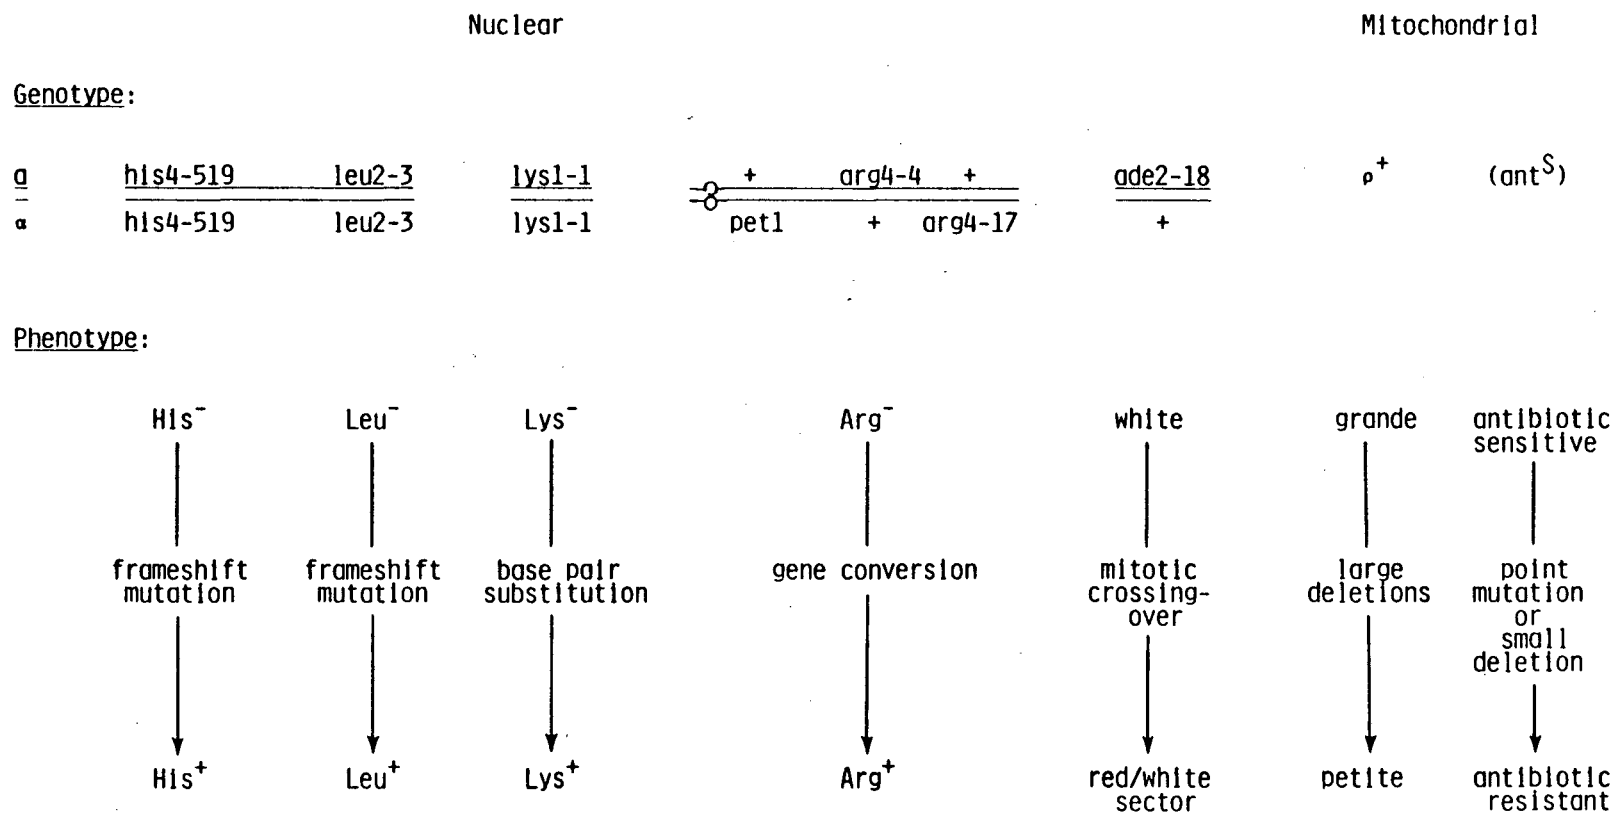 Nuclear Mitochondrial
Genotype:
a his4-519 leu2-3 lys1-1 + arg4-4 + ade2-18 ρ+ (antS)
α his4-519 leu2-3 lys1-1 pet1 + arg4-17 +
Phenotype:
His- Leu- Lys- Arg- white grande antibiotic
sensitive
frameshift frameshift base pair gene conversion mitotic large point
mutation mutation substitution crossing- deletions mutation
over or
small
deletion
His+ Leu+ Lys+ Arg+ red/white petite antibiotic
sector resistant